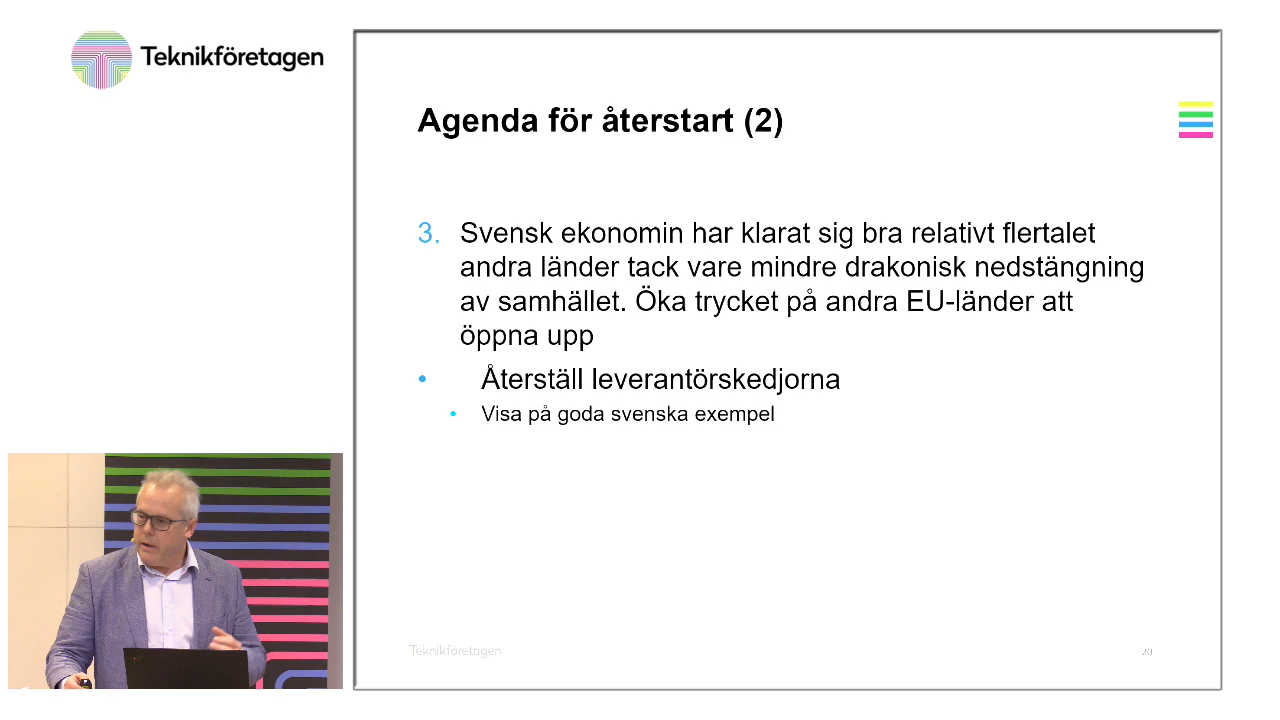 Teknikföretagen
Agenda för återstart (2)
3. Svensk ekonomin har klarat sig bra relativt flertalet
andra länder tack vare mindre drakonisk nedstängning
av samhället. Öka trycket på andra EU-länder att
öppna upp
• Återställ leverantörskedjorna
• Visa på goda svenska exempel
Teknikföretagen
20